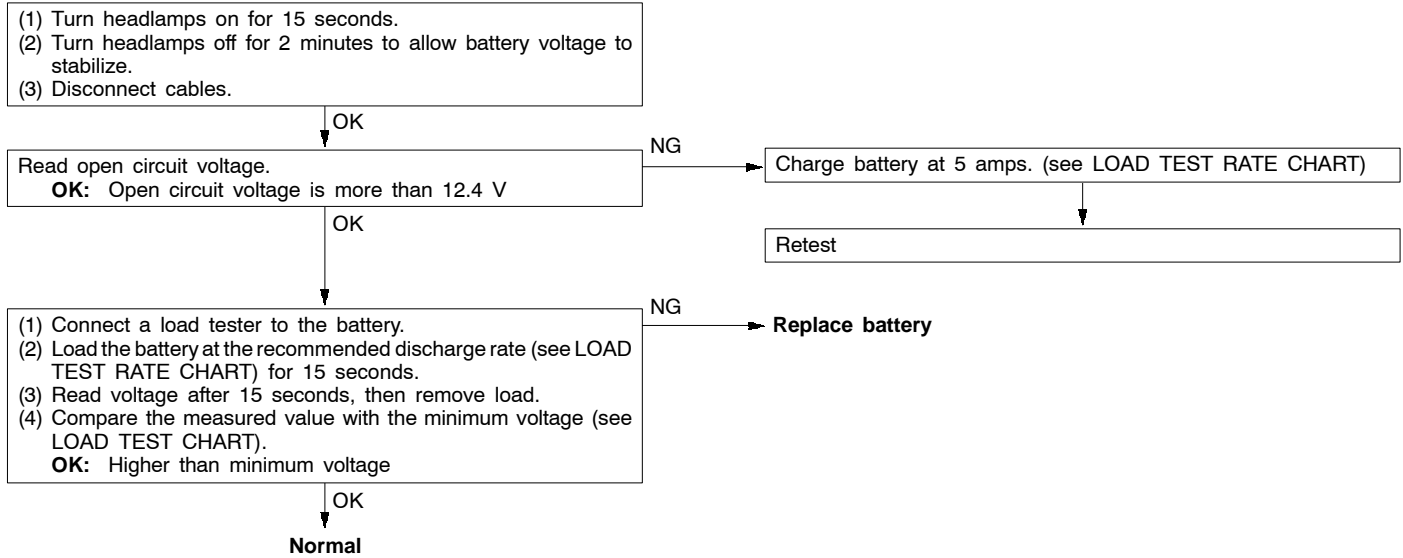 (1) Turn headlamps on for 15 seconds.
(2) Turn headlamps off for 2 minutes to allow battery voltage to
stabilize.
(3) Disconnect cables.
OK
Read open circuit voltage.
OK: Open circuit voltage is more than 12.4 V
NG
Charge battery at 5 amps. (see LOAD TEST RATE CHART)
Retest
OK
(1) Connect a load tester to the battery.
(2) Load the battery at the recommended discharge rate (see LOAD
TEST RATE CHART) for 15 seconds.
(3) Read voltage after 15 seconds, then remove load.
(4) Compare the measured value with the minimum voltage (see
LOAD TEST CHART).
OK: Higher than minimum voltage
NG
Replace battery
OK
Normal